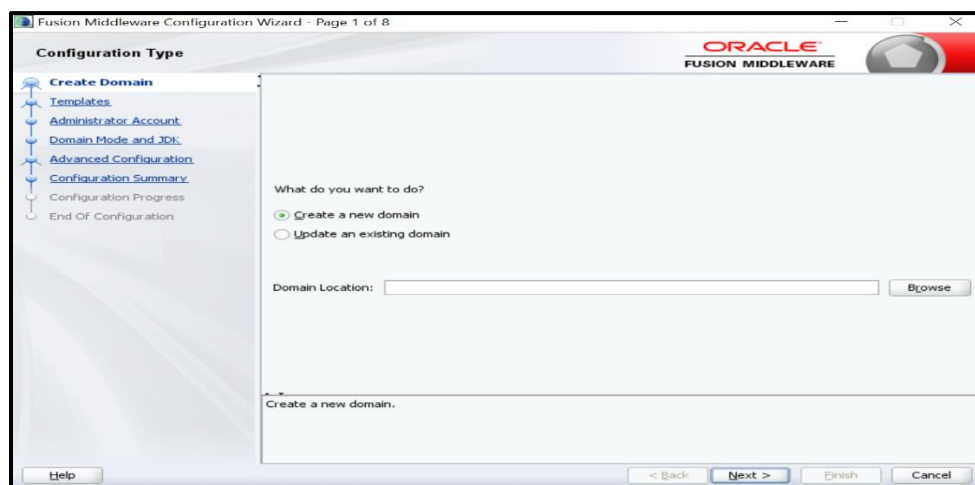 Fusion Middleware Configuration Wizard - Page 1 of 8
Configuration Type
ORACLE
FUSION MIDDLEWARE
Create Domain
Templates
Administrator Account
Domain Mode and JDK
Advanced Configuration
Configuration Summary
Configuration Progress
End Of Configuration
What do you want to do?
Create a new domain
Update an existing domain
Domain Location:
Browse
Create a new domain.
Help
< Back
Next >
Finish
Cancel